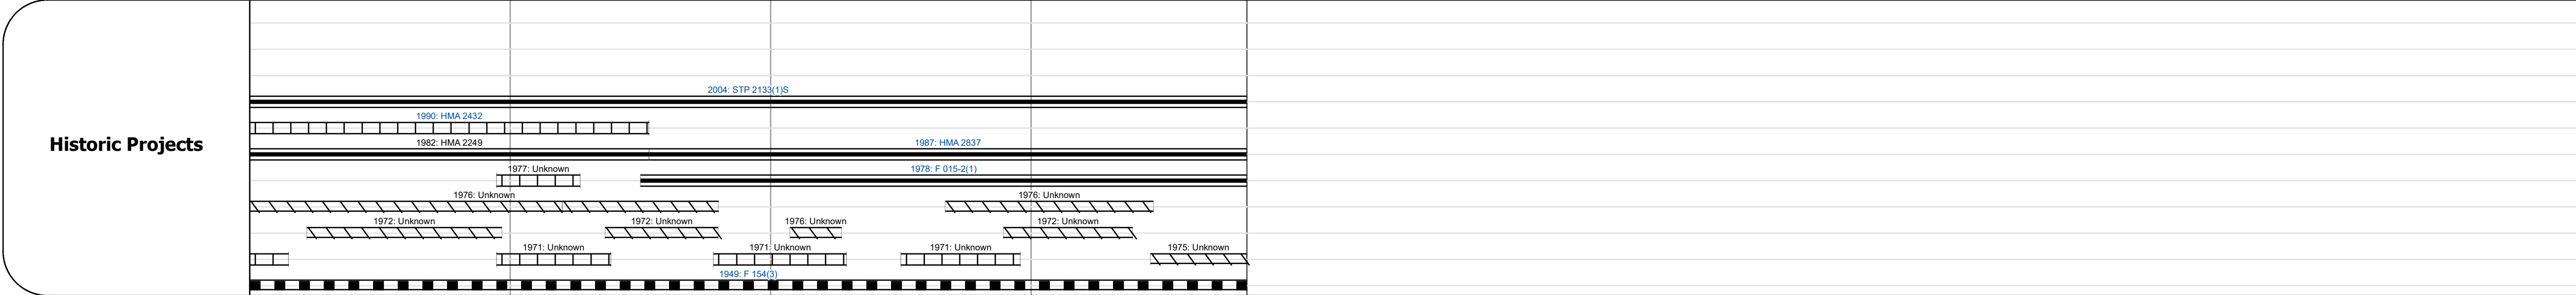 2004: STP 2133(1)S
1990: HMA 2432
Historic Projects
1982: HMA 2249
1987: HMA 2837
1977: Unknown
1978: F 015-2(1)
1976: Unknown
1976: Unknown
1972: Unknown
1972: Unknown
1976: Unknown
1972: Unknown
1971: Unknown
1971: Unknown
1971: Unknown
1975: Unknown
1949: F 154(3)